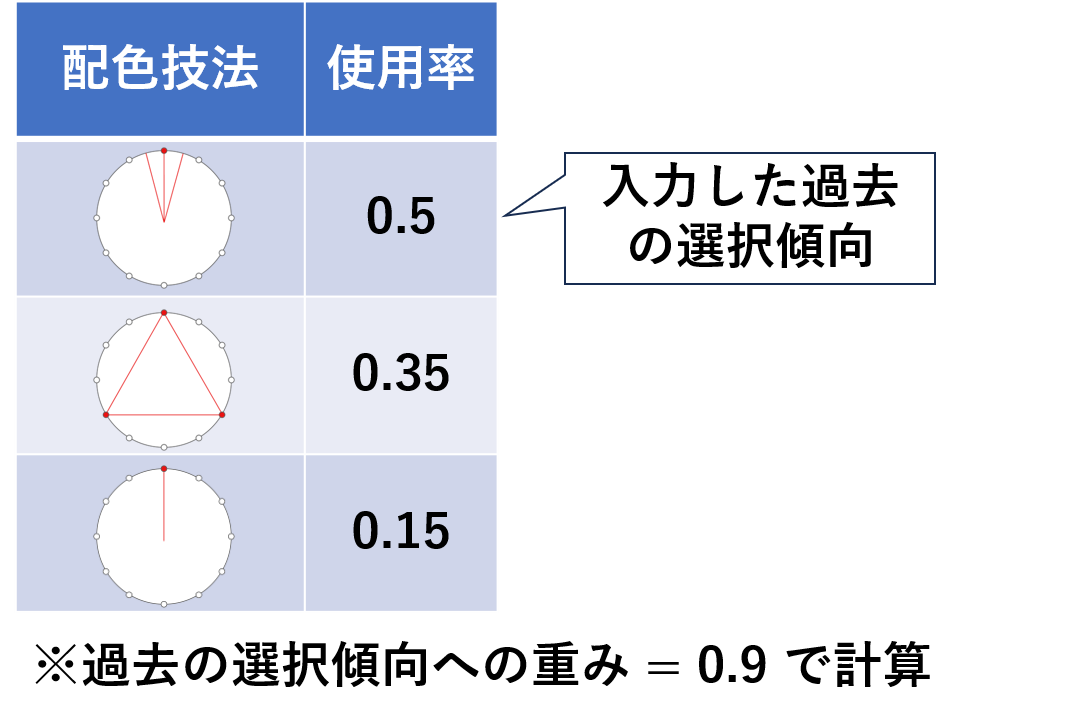 配色技法 使用率
0.5
入力した過去
の選択傾向
0.35
0.15
※過去の選択傾向への重み = 0.9 で計算